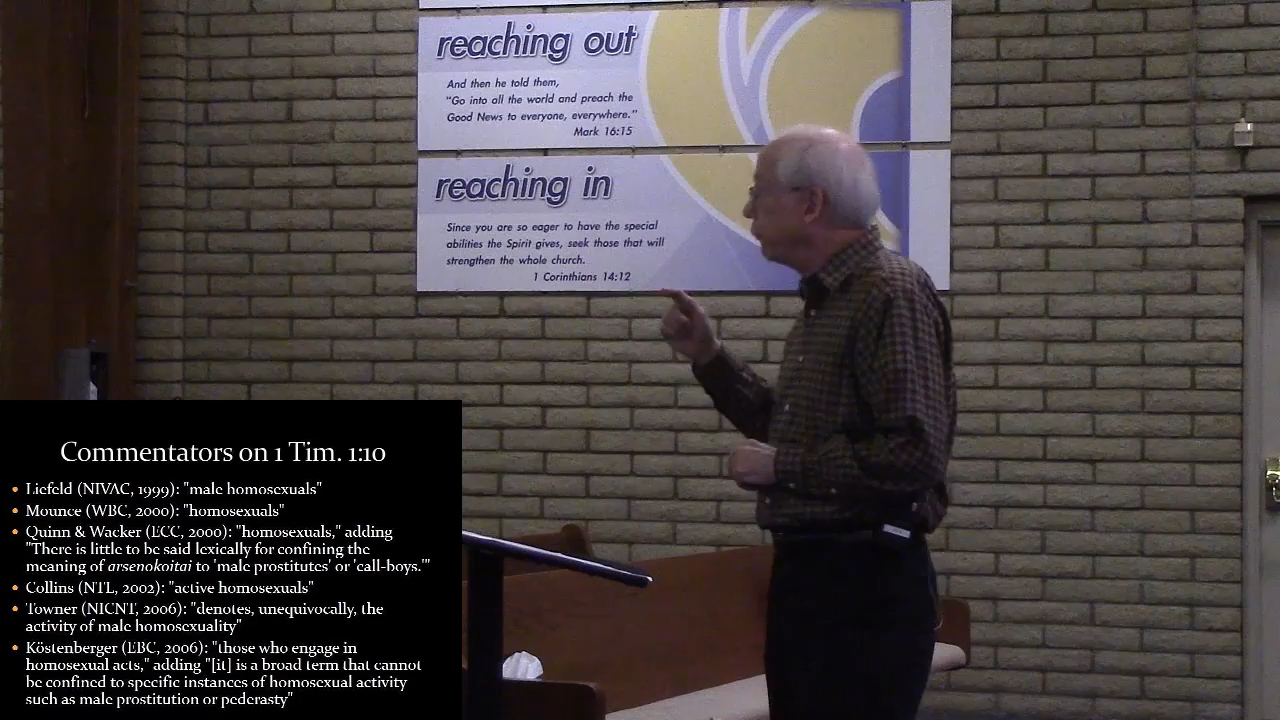 reaching out
And then he told them,
"Go into all the world and preach the
Good News to everyone, everywhere."
Mark 16:15
reaching in
Since you are so eager to have the special
abilities the Spirit gives, seek those that will
strengthen the whole church.
1 Corinthians 14:12
Commentators on 1 Tim. 1:10
• Liefeld (NIVAC, 1999): "male homosexuals"
• Mounce (WBC, 2000): "homosexuals"
• Quinn & Wacker (ECC, 2000): "homosexuals," adding
"There is little to be said lexically for confining the
meaning of arsenokoitai to 'male prostitutes' or 'call-boys.'"
• Collins (NTL, 2002): "active homosexuals"
• Towner (NICNT, 2006): "denotes, unequivocally, the
activity of male homosexuality"
• Köstenberger (EBC, 2006): "those who engage in
homosexual acts," adding "[it] is a broad term that cannot
be confined to specific instances of homosexual activity
such as male prostitution or pederasty"